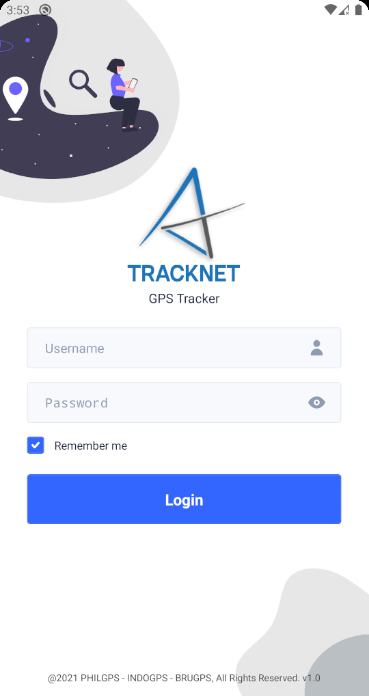 3:53
TRACKNET
GPS Tracker
Username
Password
Remember me
Login
@2021 PHILGPS - INDOGPS - BRUGPS, All Rights Reserved. v1.0